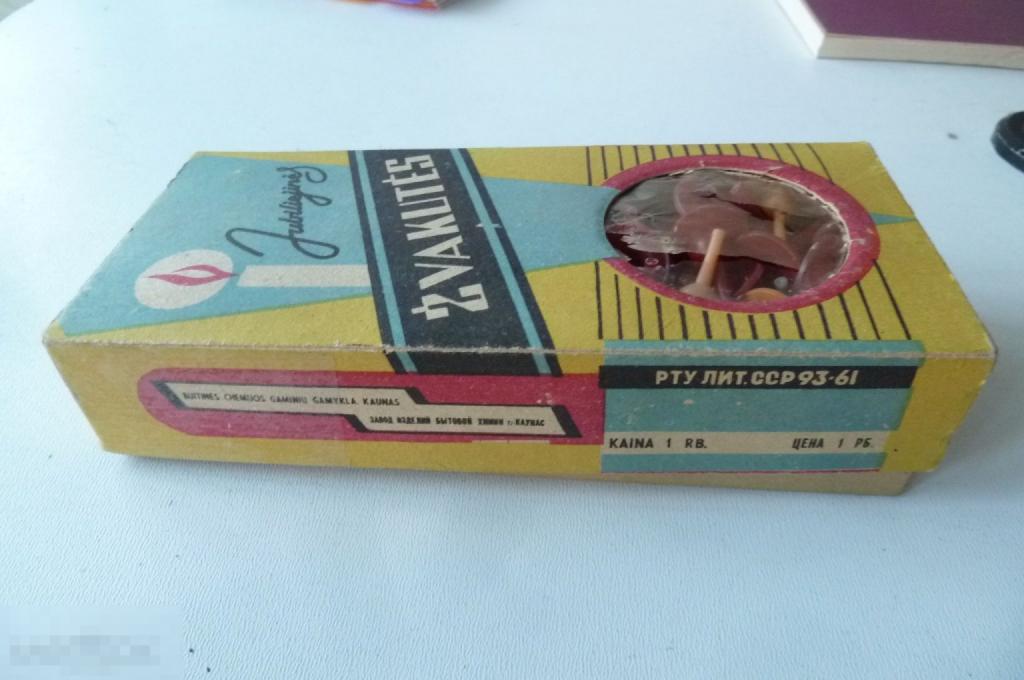 Jubiliejinės
ŽVAKUTĖS
BUITINĖS CHEMIJOS GAMINIŲ GAMYKLA. KAUNAS
ЗАВОД ИЗДЕЛИЙ БЫТОВОЙ ХИМИИ г. КАУНАС
РТУ ЛИТ.ССР 93-61
KAINA 1 RB. ЦЕНА 1 РБ.